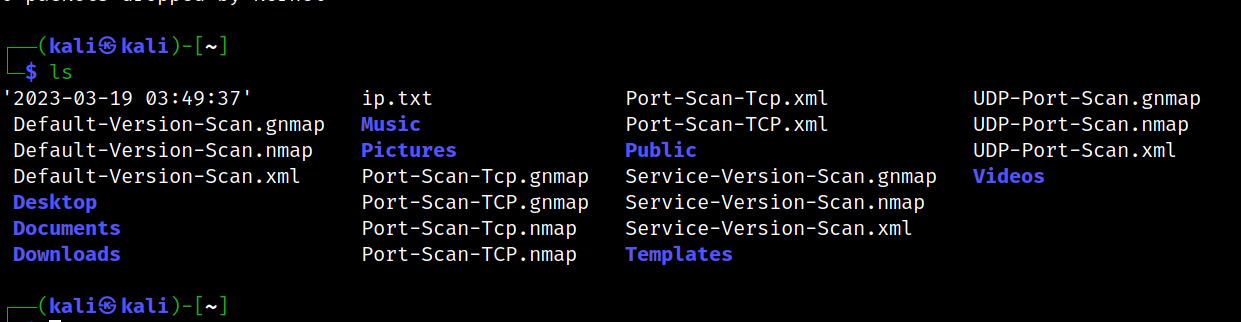 packets dropped by kernel
(kali㉿kali)-[~]
$ ls
'2023-03-19 03:49:37' ip.txt Port-Scan-Tcp.xml UDP-Port-Scan.gnmap
Default-Version-Scan.gnmap Music Port-Scan-TCP.xml UDP-Port-Scan.nmap
Default-Version-Scan.nmap Pictures Public UDP-Port-Scan.xml
Default-Version-Scan.xml Port-Scan-Tcp.gnmap Service-Version-Scan.gnmap Videos
Desktop Port-Scan-TCP.gnmap Service-Version-Scan.nmap
Documents Port-Scan-Tcp.nmap Service-Version-Scan.xml
Downloads Port-Scan-TCP.nmap Templates
(kali㉿kali)-[~]